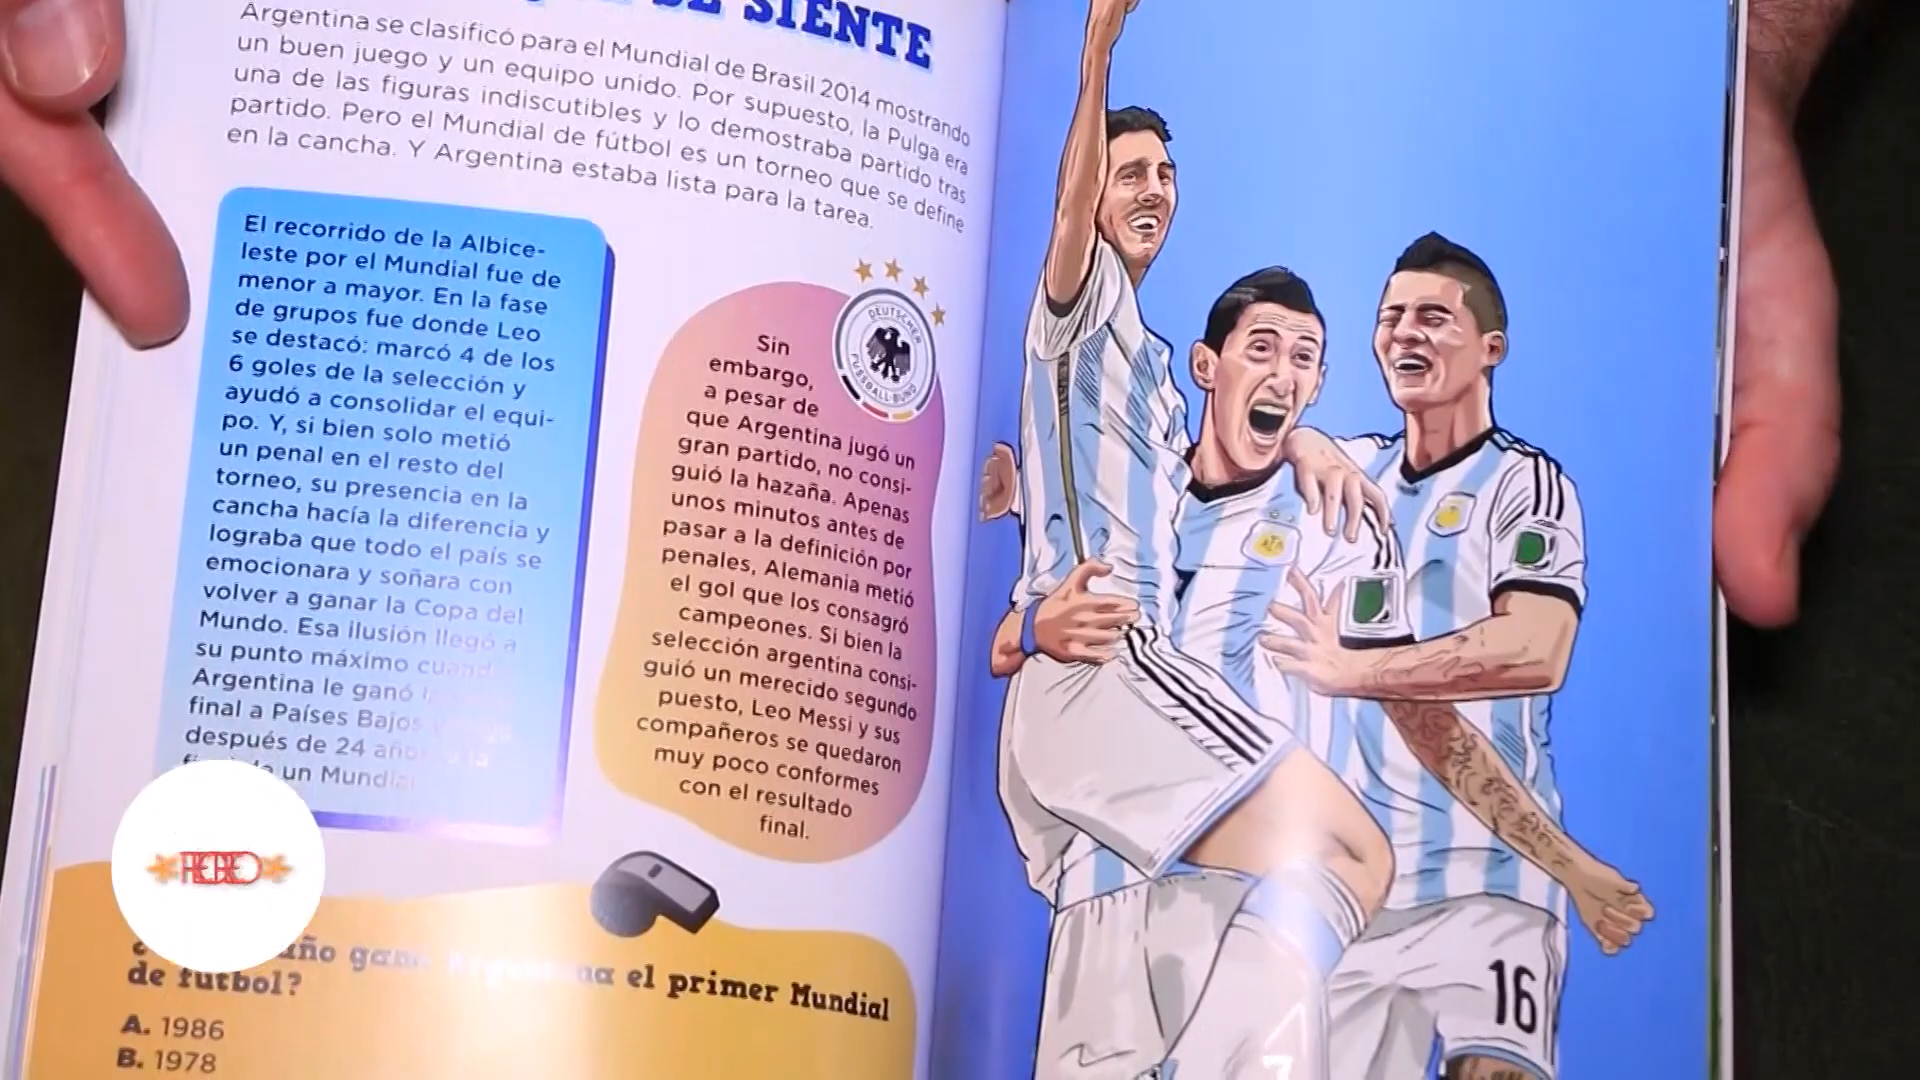 SE SIENTE
Argentina se clasificó para el Mundial de Brasil 2014 mostrando
un buen juego y un equipo unido. Por supuesto, la Pulga era
una de las figuras indiscutibles y lo demostraba partido tras
partido. Pero el Mundial de fútbol es un torneo que se define
en la cancha. Y Argentina estaba lista para la tarea.
El recorrido de la Albice-
leste por el Mundial fue de
menor a mayor. En la fase
de grupos fue donde Leo
se destacó: marcó 4 de los
6 goles de la selección y
ayudó a consolidar el equi-
po. Y, si bien solo metió
un penal en el resto del
torneo, su presencia en la
cancha hacía la diferencia y
lograba que todo el país se
emocionara y soñara con
volver a ganar la Copa del
Mundo. Esa ilusión llegó a
su punto máximo cuando
Argentina le ganó
final a Países Bajos
después de 24 años a la
de un Mundial
DEUTSCHER
FUSSBALL-BUND
Sin
embargo,
a pesar de
que Argentina jugó un
gran partido, no consi-
guió la hazaña. Apenas
unos minutos antes de
pasar a la definición por
penales, Alemania metió
el gol que los consagró
campeones. Si bien la
selección argentina consi-
guió un merecido segundo
puesto, Leo Messi y sus
compañeros se quedaron
muy poco conformes
con el resultado
final.
año ganó Argentina el primer Mundial
de fútbol?
A. 1986
B. 1978
AFA
16
7